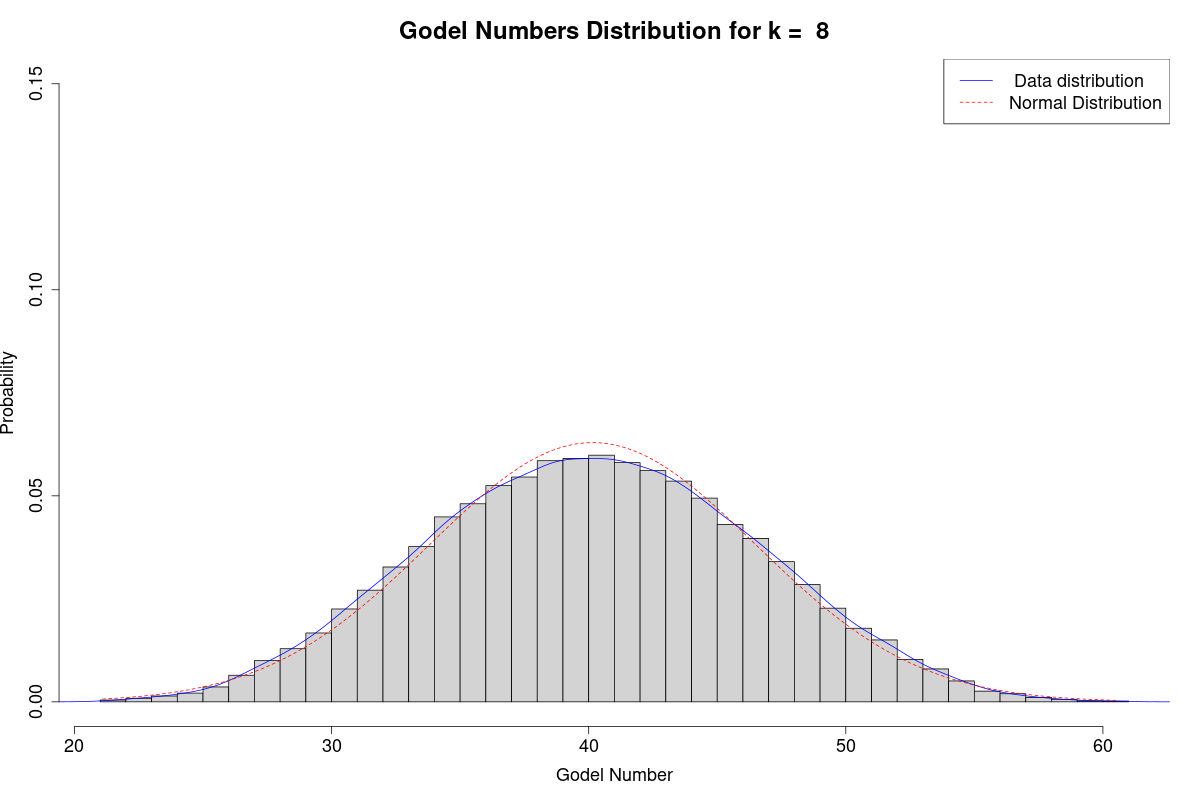 Godel Numbers Distribution for k =  8
Data distribution
Normal Distribution
0.15
0.10
0.05
0.00
Probability
20 30 40 50 60
Godel Number